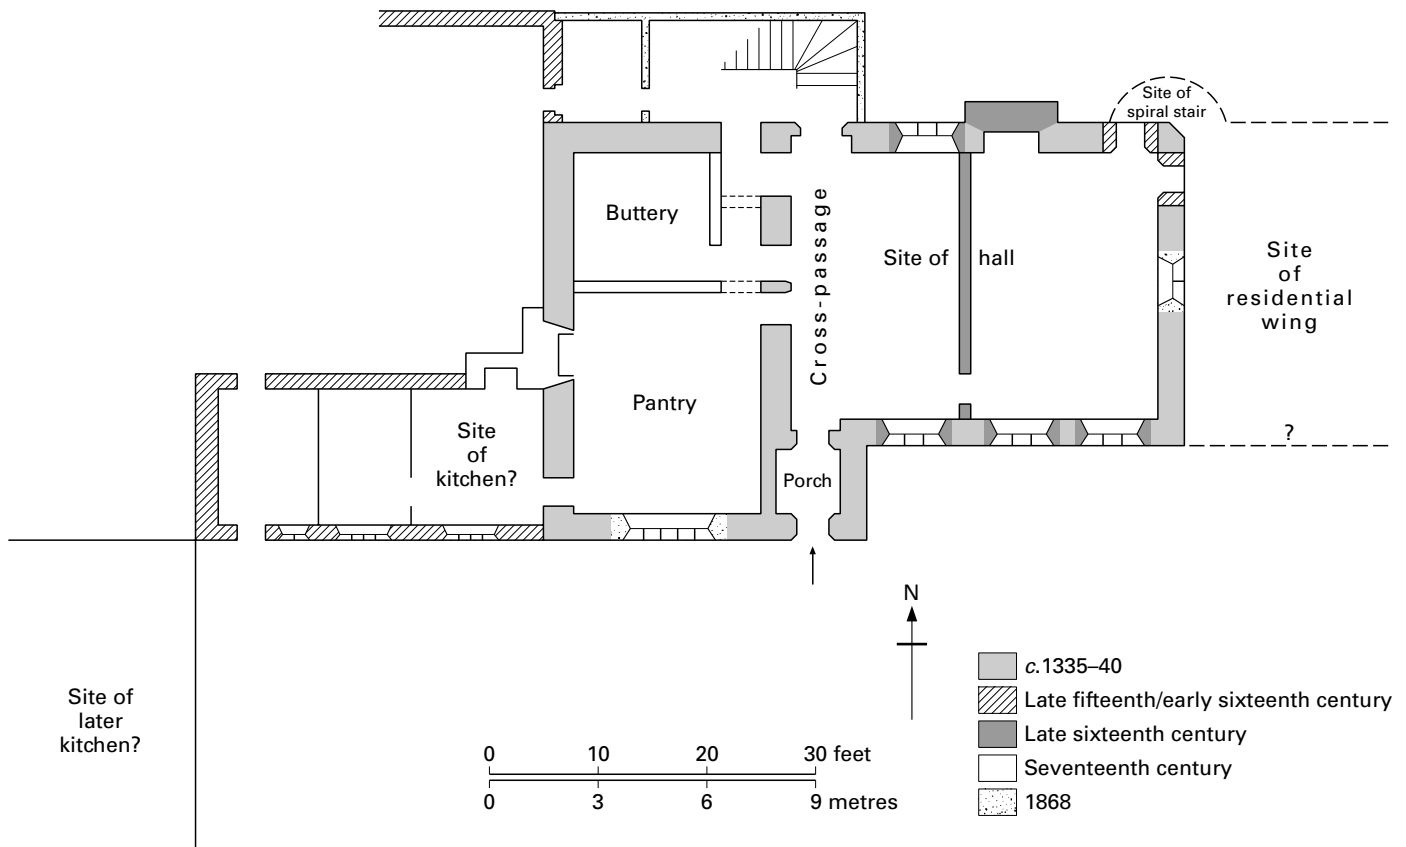 Site of
spiral stair
Buttery
Cross-passage
Site of hall
Site
of
residential
wing
Pantry
Site
of
kitchen?
Porch
?
N
Site of
later
kitchen?
c.1335–40
Late fifteenth/early sixteenth century
Late sixteenth century
Seventeenth century
1868
0 10 20 30 feet
0 3 6 9 metres